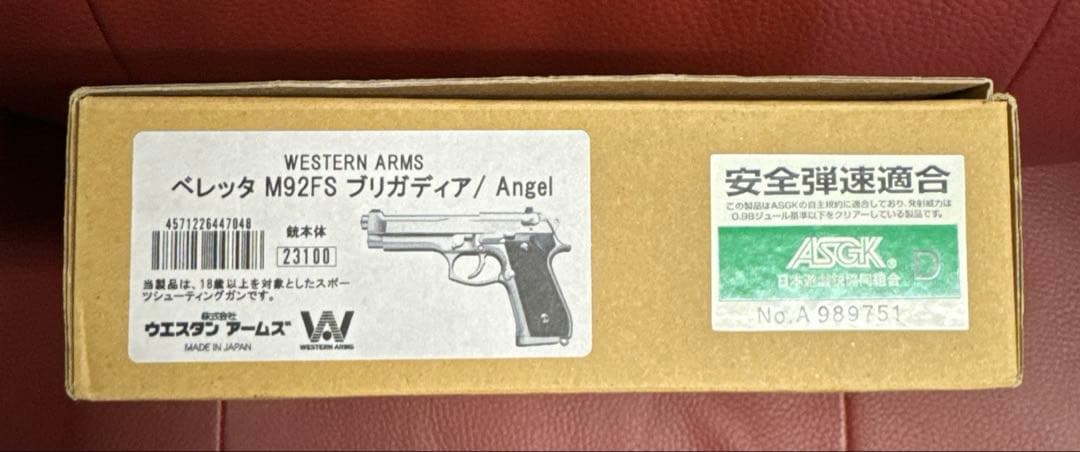 WESTERN ARMS
ベレッタ M92FS ブリガディア/ Angel
4571226447048
銃本体
23100
当製品は、18歳以上を対象としたスポー
ツシューティングガンです。
株式会社
ウエスタン アームズ
MADE IN JAPAN
WESTERN ARMS
安全弾速適合
この製品はASGKの自主規約に適合しており、発射威力は
0.98ジュール基準以下をクリアーしている製品です。
ASGK®
日本遊戯銃協同組合
D
No.A 989751